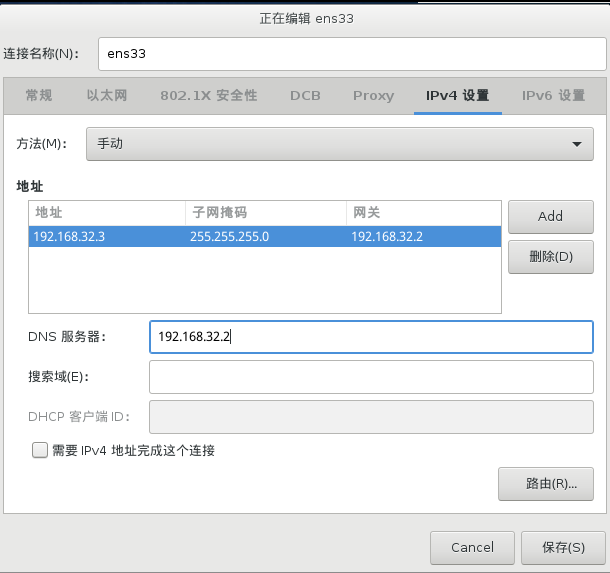 正在编辑 ens33
连接名称(N): ens33
常规 以太网 802.1X 安全性 DCB Proxy IPv4 设置 IPv6 设置
方法(M): 手动
地址
地址 子网掩码 网关
Add
192.168.32.3 255.255.255.0 192.168.32.2
删除(D)
DNS 服务器: 192.168.32.2
搜索域(E):
DHCP 客户端 ID:
需要 IPv4 地址完成这个连接
路由(R)...
Cancel 保存(S)